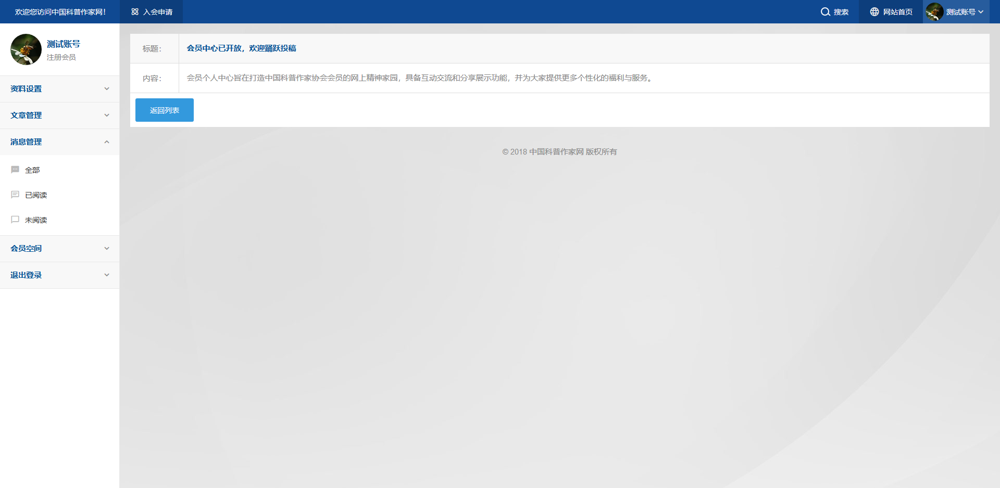 欢迎您访问中国科普作家网！
入会申请
搜索
网站首页
测试账号
测试账号
注册会员
资料设置
文章管理
消息管理
全部
已阅读
未阅读
会员空间
退出登录
标题：
会员中心已开放，欢迎踊跃投稿
内容：
会员个人中心旨在打造中国科普作家协会会员的网上精神家园，具备互动交流和分享展示功能，并为大家提供更多个性化的福利与服务。
返回列表
© 2018 中国科普作家网 版权所有